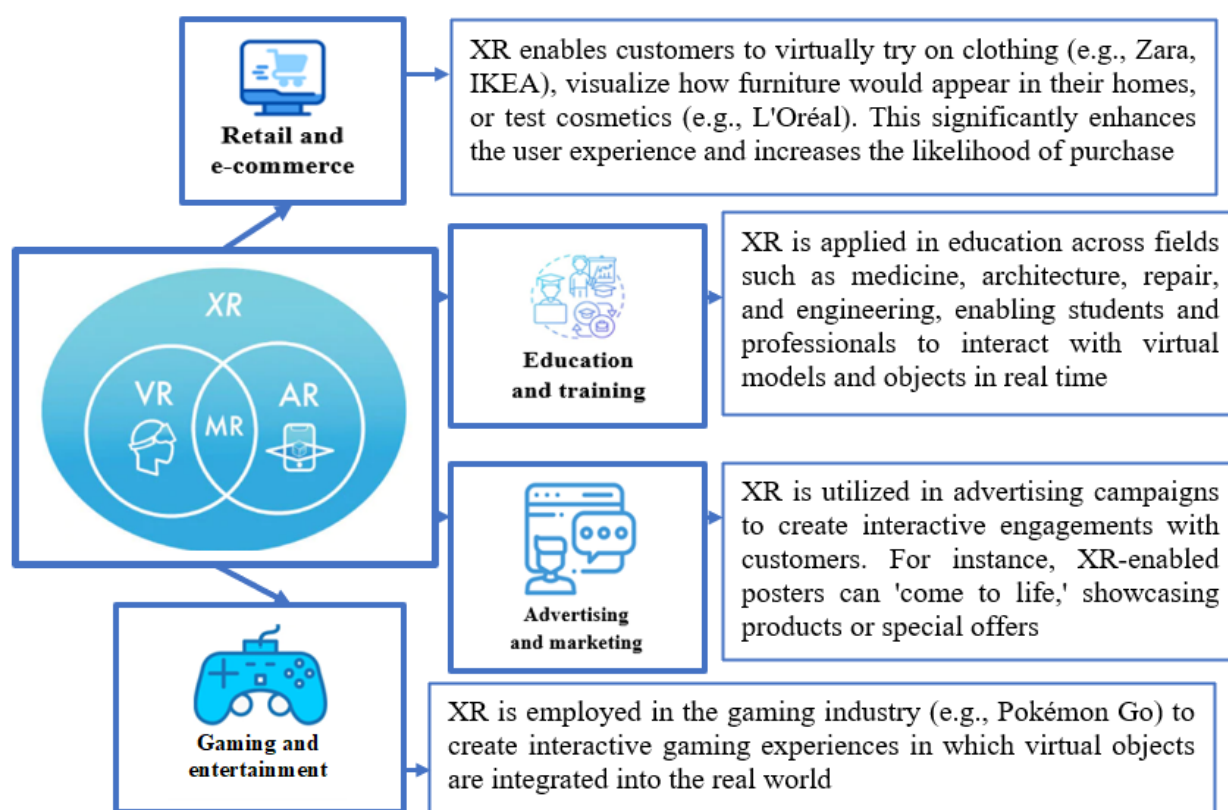 Retail and
e-commerce
XR enables customers to virtually try on clothing (e.g., Zara,
IKEA), visualize how furniture would appear in their homes,
or test cosmetics (e.g., L'Oréal). This significantly enhances
the user experience and increases the likelihood of purchase
XR
VR
MR
AR
Education
and training
XR is applied in education across fields
such as medicine, architecture, repair,
and engineering, enabling students and
professionals to interact with virtual
models and objects in real time
Advertising
and marketing
XR is utilized in advertising campaigns
to create interactive engagements with
customers. For instance, XR-enabled
posters can 'come to life,' showcasing
products or special offers
Gaming and
entertainment
XR is employed in the gaming industry (e.g., Pokémon Go) to
create interactive gaming experiences in which virtual objects
are integrated into the real world